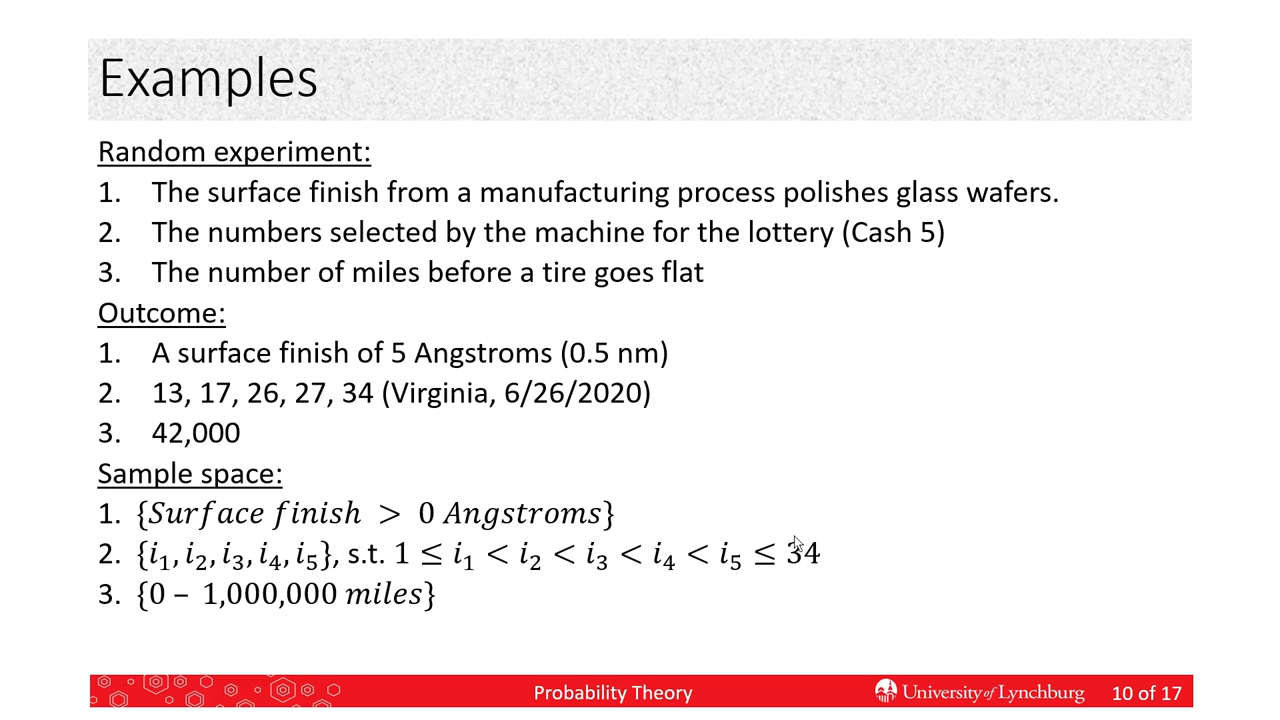 Examples
Random experiment:
1. The surface finish from a manufacturing process polishes glass wafers.
2. The numbers selected by the machine for the lottery (Cash 5)
3. The number of miles before a tire goes flat
Outcome:
1. A surface finish of 5 Angstroms (0.5 nm)
2. 13, 17, 26, 27, 34 (Virginia, 6/26/2020)
3. 42,000
Sample space:
1. {Surface finish > 0 Angstroms}
2. {i₁, i₂, i₃, i₄, i₅}, s.t. 1 ≤ i₁ < i₂ < i₃ < i₄ < i₅ ≤ 34
3. {0 – 1,000,000 miles}
Probability Theory
University of Lynchburg
10 of 17